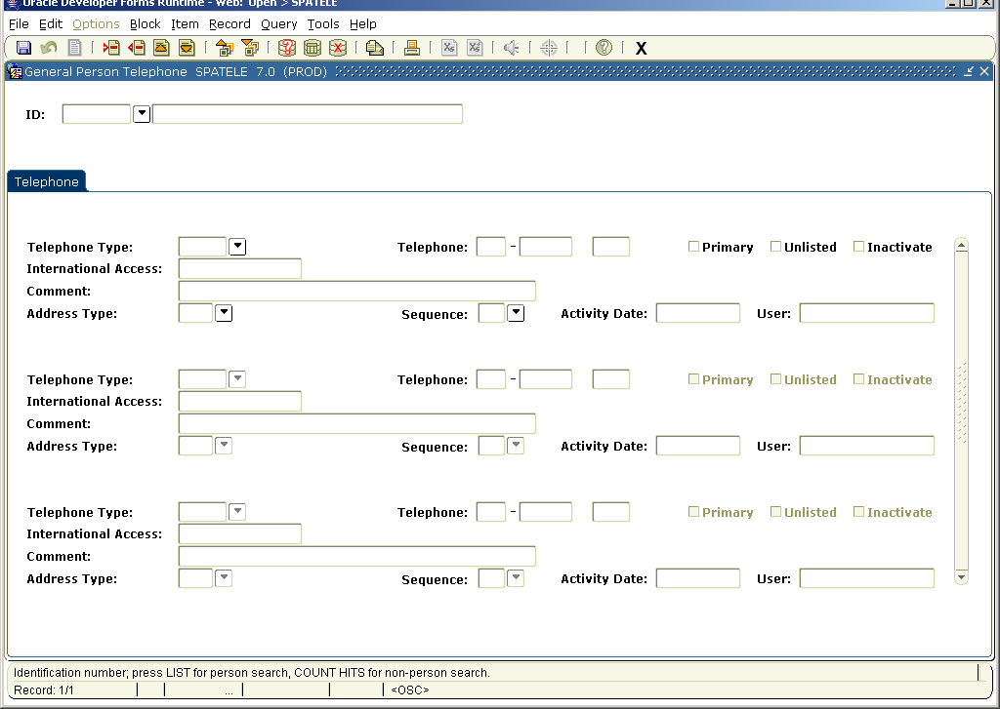 Oracle Developer Forms Runtime - Web: Open > SPATELE
File Edit Options Block Item Record Query Tools Help
General Person Telephone SPATELE 7.0 (PROD)
ID:
Telephone
Telephone Type: Telephone: - Primary Unlisted Inactivate
International Access:
Comment:
Address Type: Sequence: Activity Date: User:
Telephone Type: Telephone: - Primary Unlisted Inactivate
International Access:
Comment:
Address Type: Sequence: Activity Date: User:
Telephone Type: Telephone: - Primary Unlisted Inactivate
International Access:
Comment:
Address Type: Sequence: Activity Date: User:
Identification number; press LIST for person search, COUNT HITS for non-person search.
Record: 1/1 ... <OSC>